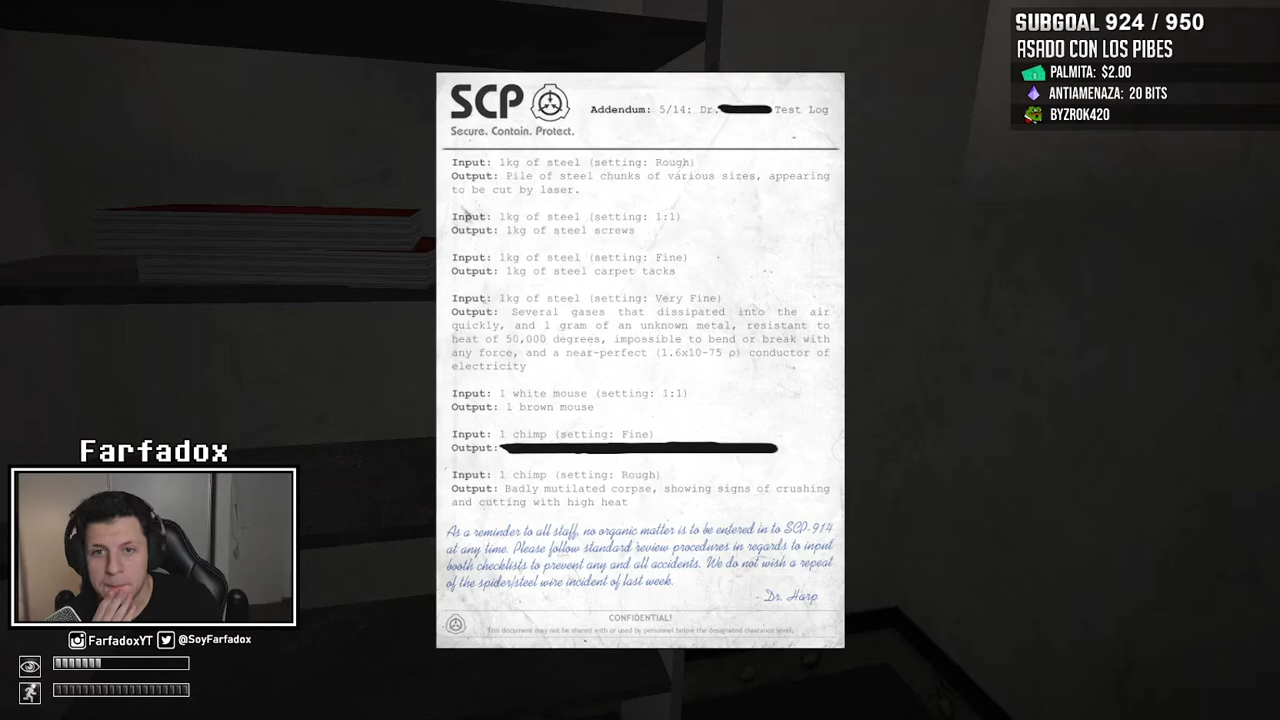 SUBGOAL 924 / 950
ASADO CON LOS PIBES
PALMITA: $2.00
ANTIAMENAZA: 20 BITS
BYZROK420
SCP
Secure. Contain. Protect.
Addendum: 5/14: Dr. Test Log
Input: 1kg of steel (setting: Rough)
Output: Pile of steel chunks of various sizes, appearing
to be cut by laser.
Input: 1kg of steel (setting: 1:1)
Output: 1kg of steel screws
Input: 1kg of steel (setting: Fine)
Output: 1kg of steel carpet tacks
Input: 1kg of steel (setting: Very Fine)
Output: Several gases that dissipated into the air
quickly, and 1 gram of an unknown metal, resistant to
heat of 50,000 degrees, impossible to bend or break with
any force, and a near-perfect (1.6x10-75 ρ) conductor of
electricity
Input: 1 white mouse (setting: 1:1)
Output: 1 brown mouse
Input: 1 chimp (setting: Fine)
Output:
Input: 1 chimp (setting: Rough)
Output: Badly mutilated corpse, showing signs of crushing
and cutting with high heat
As a reminder to all staff, no organic matter is to be entered in to SCP-914
at any time. Please follow standard review procedures in regards to input
booth checklists to prevent any and all accidents. We do not wish a repeat
of the spider/steel wire incident of last week.
- Dr. Harp
CONFIDENTIAL!
This document may not be shared with or used by personnel below the designated clearance level.
Farfadox
FarfadoxYT @SoyFarfadox